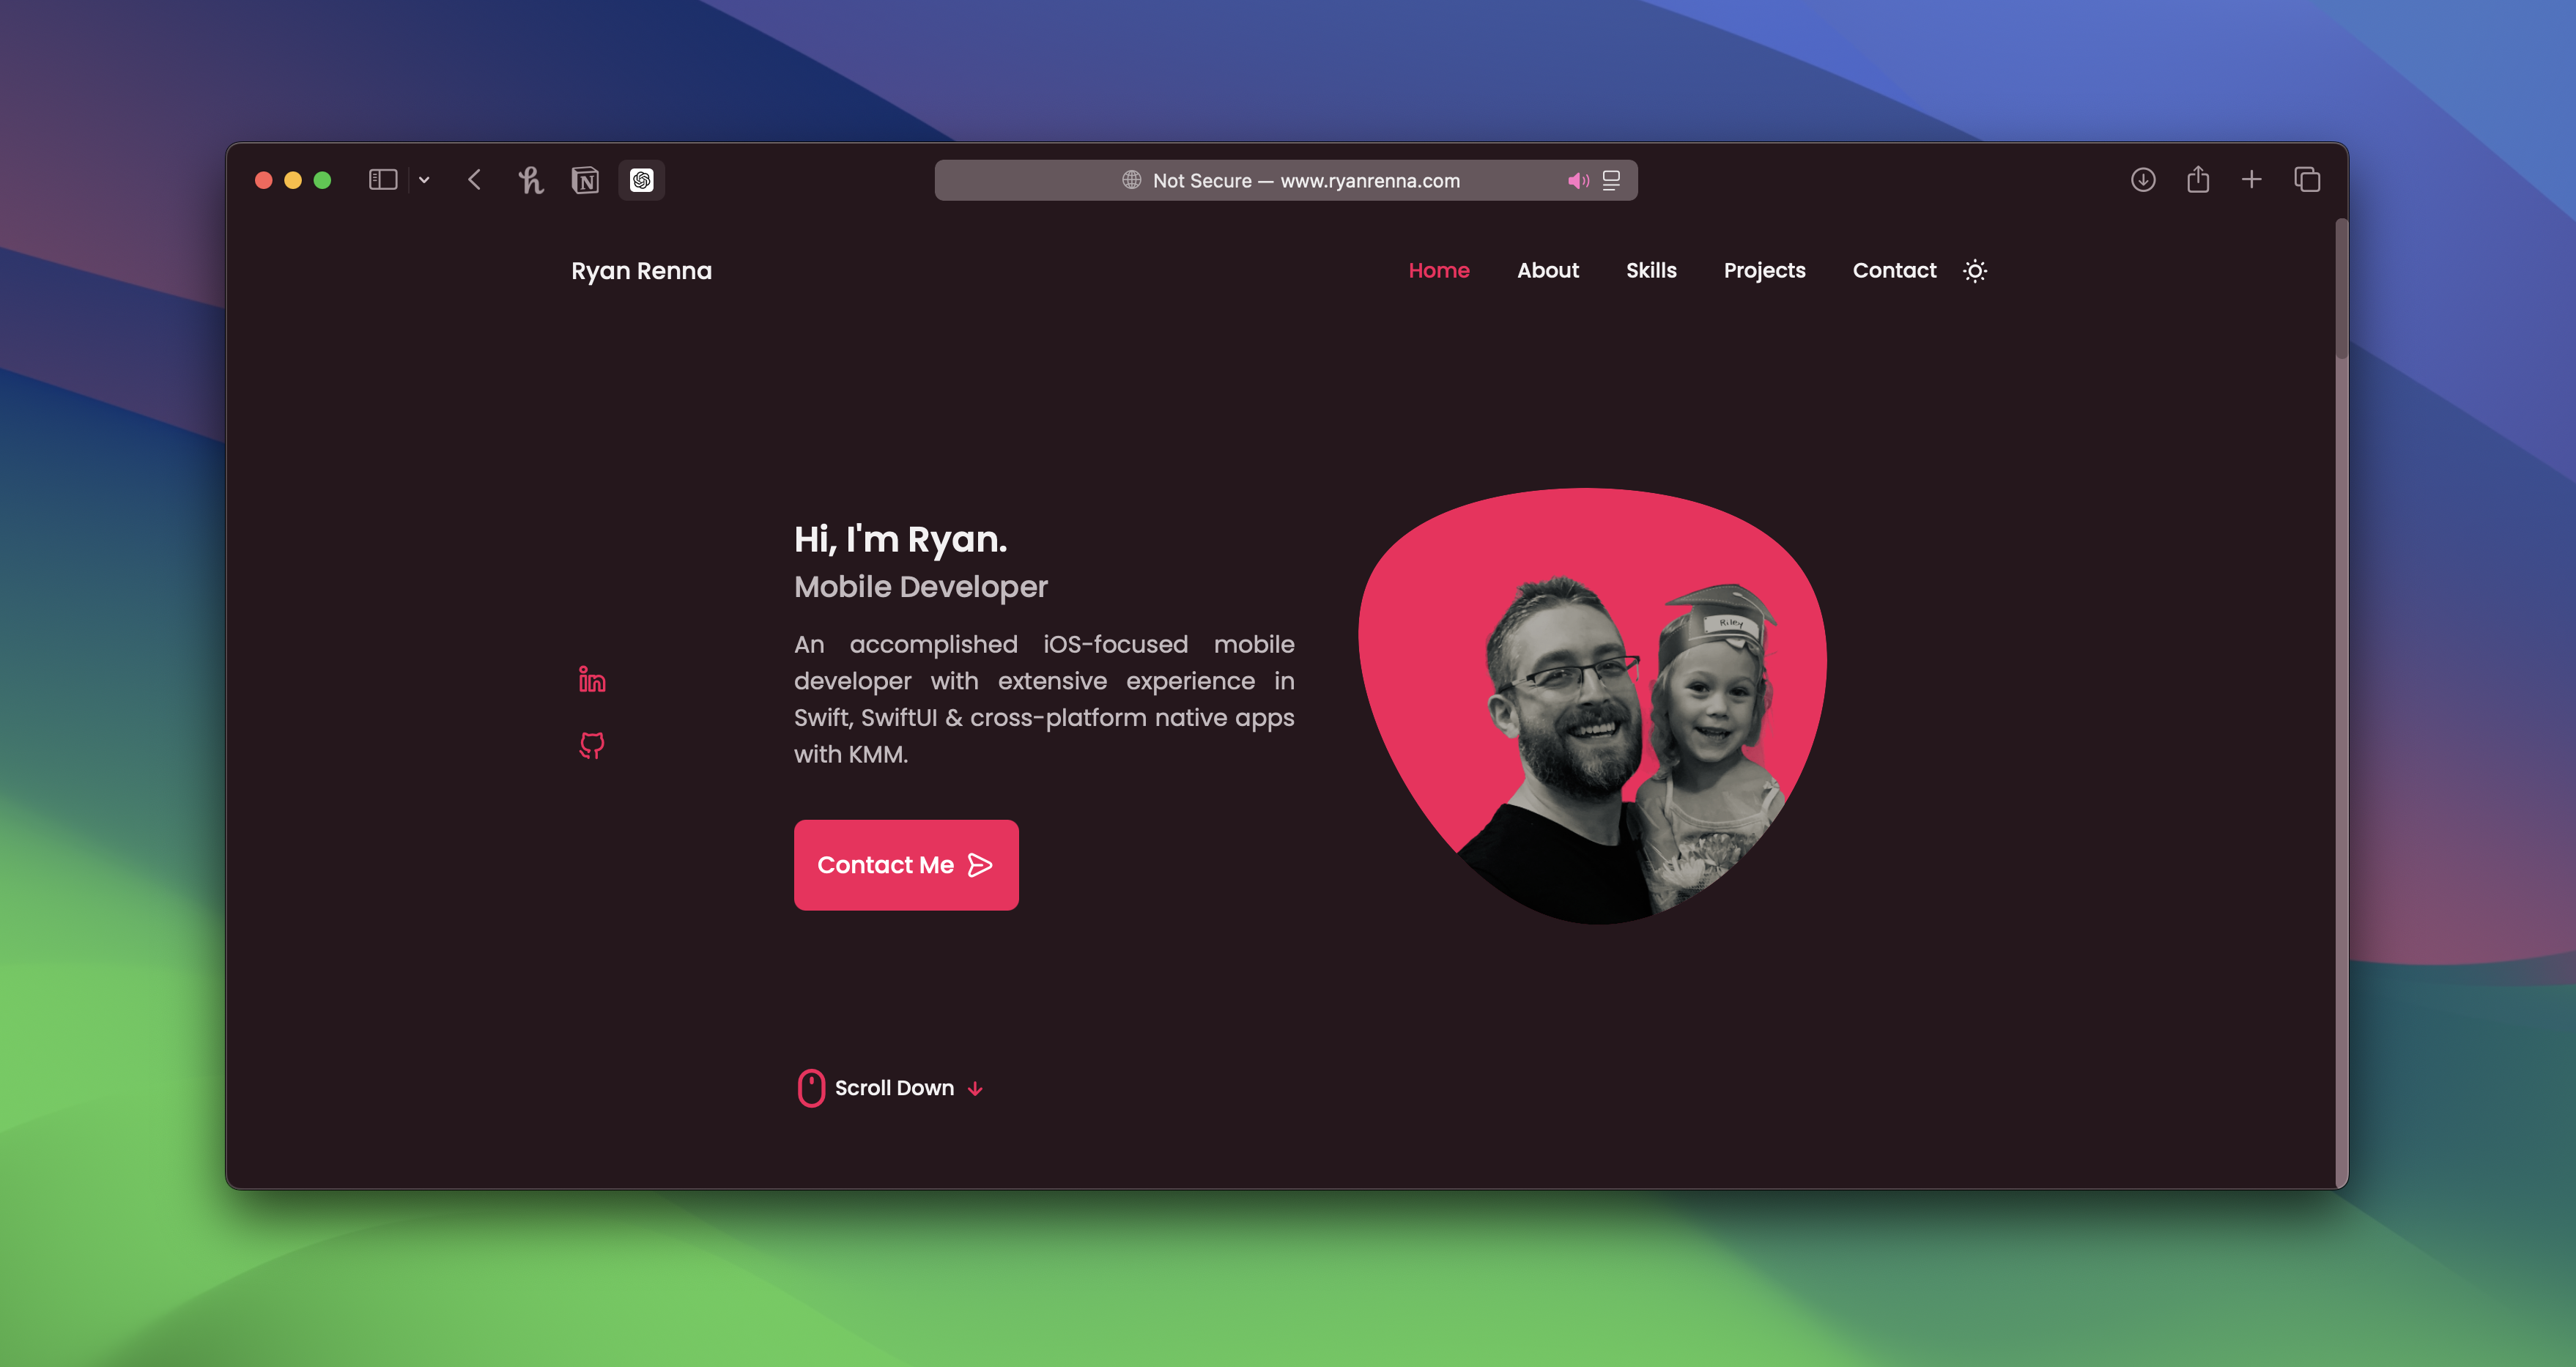 Not Secure — www.ryanrenna.com
Ryan Renna
Home About Skills Projects Contact
Hi, I'm Ryan.
Mobile Developer
An accomplished iOS-focused mobile
developer with extensive experience in
Swift, SwiftUI & cross-platform native apps
with KMM.
Riley
Contact Me
Scroll Down